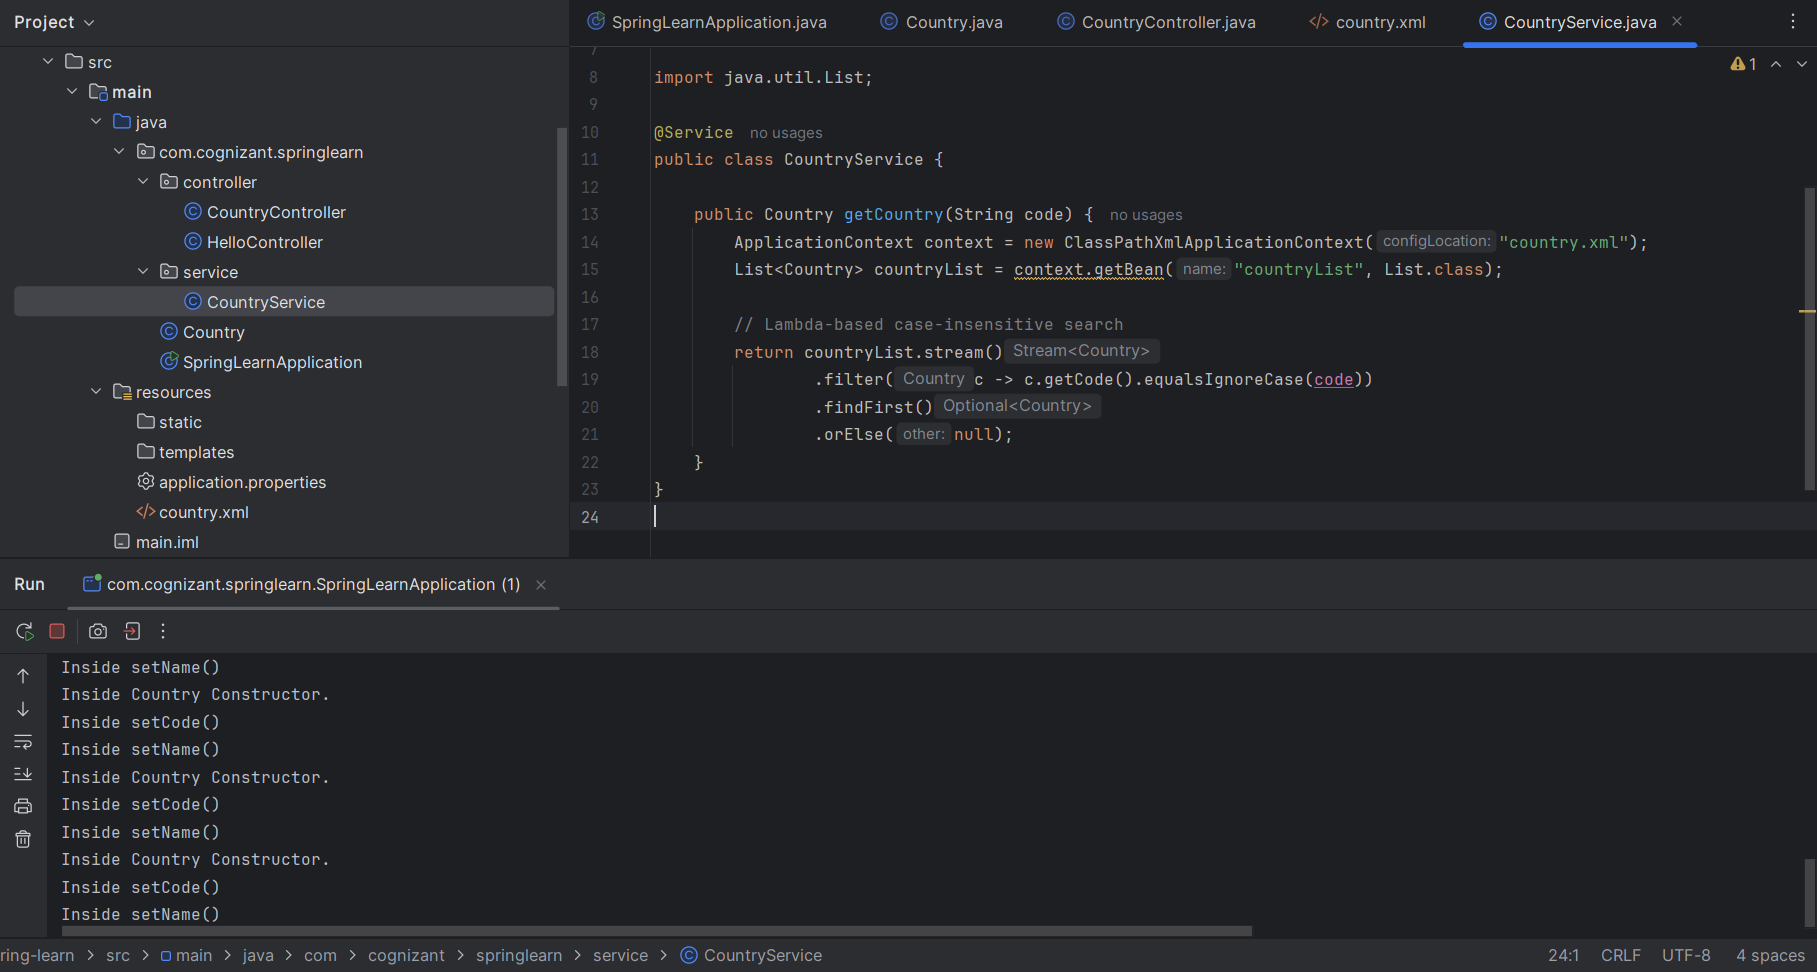 Project
src
main
java
com.cognizant.springlearn
controller
CountryController
HelloController
service
CountryService
Country
SpringLearnApplication
resources
static
templates
application.properties
country.xml
main.iml
SpringLearnApplication.java
Country.java
CountryController.java
country.xml
CountryService.java
1
7
8 import java.util.List;
9
10 @Service no usages
11 public class CountryService {
12
13 public Country getCountry(String code) { no usages
14 ApplicationContext context = new ClassPathXmlApplicationContext( configLocation: "country.xml");
15 List<Country> countryList = context.getBean( name: "countryList", List.class);
16
17 // Lambda-based case-insensitive search
18 return countryList.stream() Stream<Country>
19 .filter( Country c -> c.getCode().equalsIgnoreCase(code))
20 .findFirst() Optional<Country>
21 .orElse( other: null);
22 }
23 }
24
Run com.cognizant.springlearn.SpringLearnApplication (1)
Inside setName()
Inside Country Constructor.
Inside setCode()
Inside setName()
Inside Country Constructor.
Inside setCode()
Inside setName()
Inside Country Constructor.
Inside setCode()
Inside setName()
ring-learn > src > main > java > com > cognizant > springlearn > service > CountryService
24:1 CRLF UTF-8 4 spaces